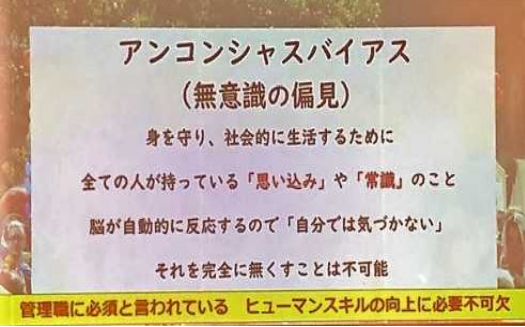 アンコンシャスバイアス
（無意識の偏見）
身を守り、社会的に生活するために
全ての人が持っている「思い込み」や「常識」のこと
脳が自動的に反応するので「自分では気づかない」
それを完全に無くすことは不可能
管理職に必須と言われている　ヒューマンスキルの向上に必要不可欠